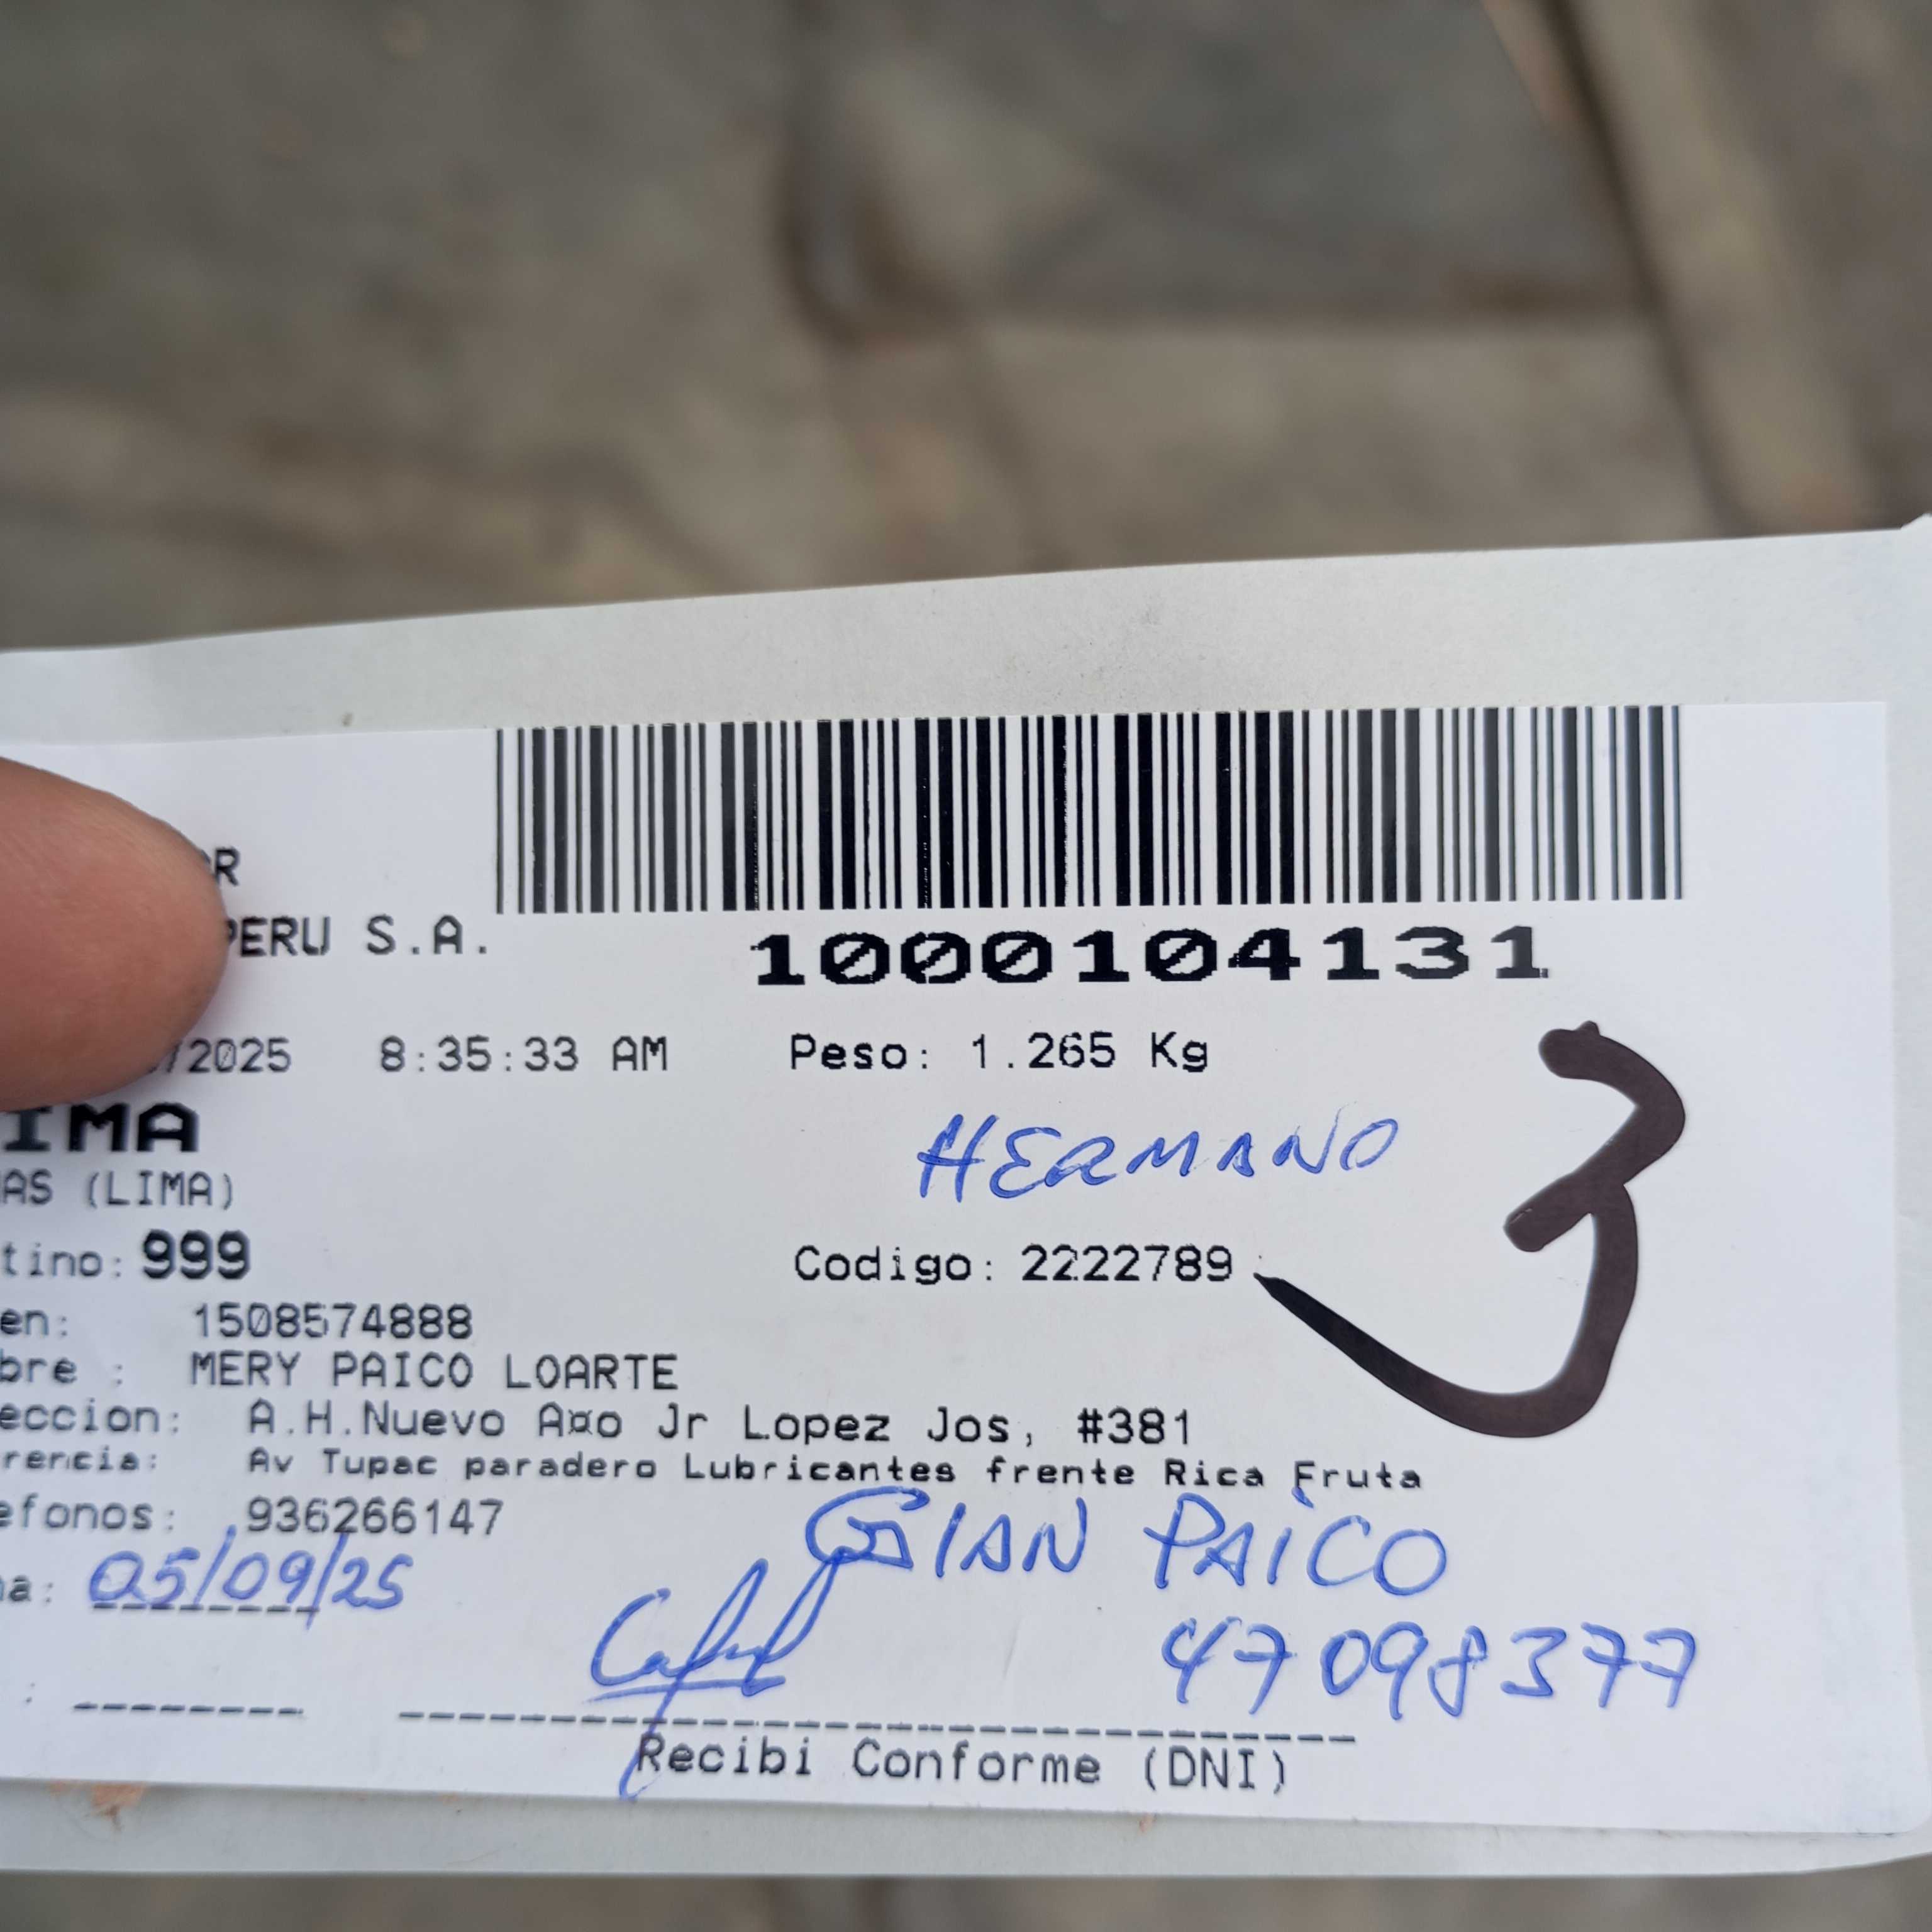 PERU S.A.
1000104131
/2025 8:35:33 AM Peso: 1.265 Kg
IMA
HERMANO
3
AS (LIMA)
tino: 999 Codigo: 2222789
en: 1508574888
bre : MERY PAICO LOARTE
eccion: A.H.Nuevo A¤o Jr Lopez Jos, #381
rencia: Av Tupac paradero Lubricantes frente Rica Fruta
efonos: 936266147
GIAN PAICO
a: 05/09/25
47098377
Recibi Conforme (DNI)